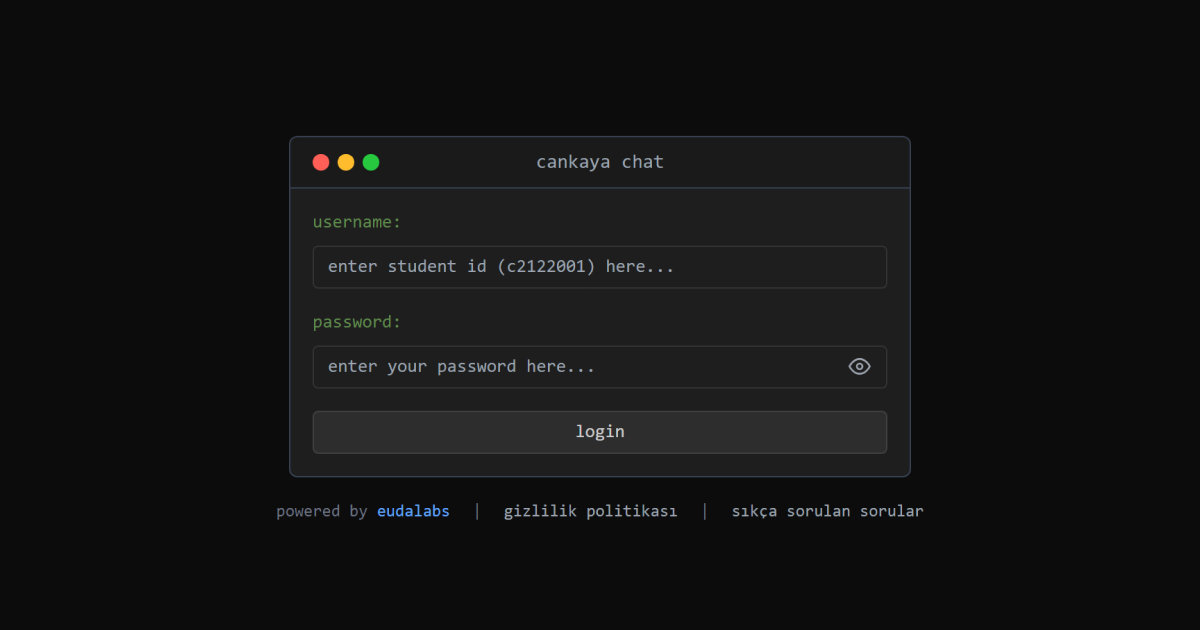 cankaya chat
username:
enter student id (c2122001) here...
password:
enter your password here...
login
powered by eudalabs | gizlilik politikası | sıkça sorulan sorular